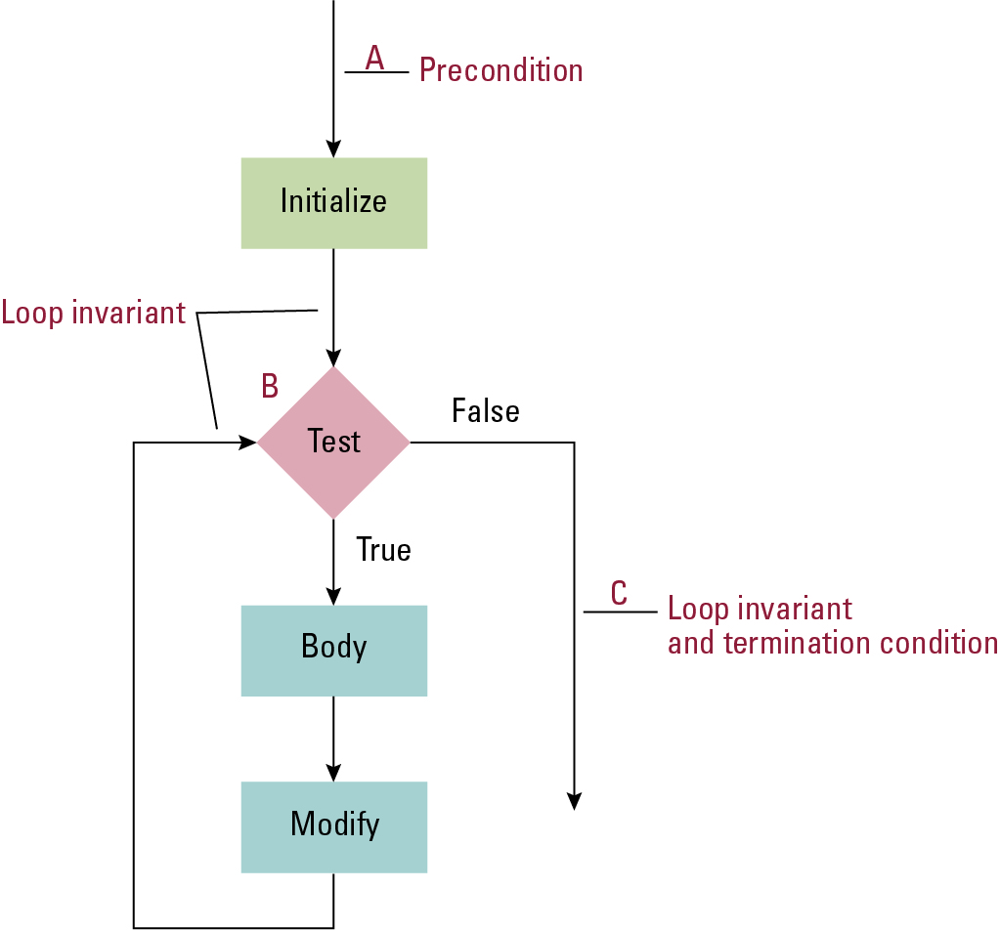 A
Precondition
Initialize
Loop invariant
B
False
Test
True
C
Loop invariant
and termination condition
Body
Modify